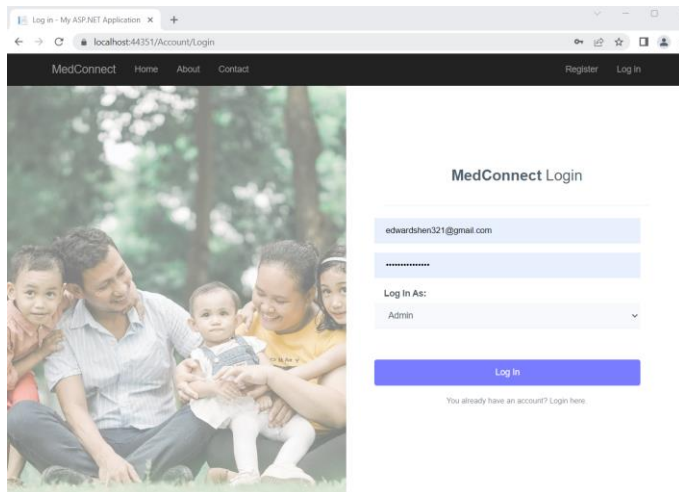 Log in - My ASP.NET Application
localhost:44351/Account/Login
MedConnect Home About Contact Register Log in
MedConnect Login
edwardshen321@gmail.com
Log In As:
Admin
Log In
You already have an account? Login here